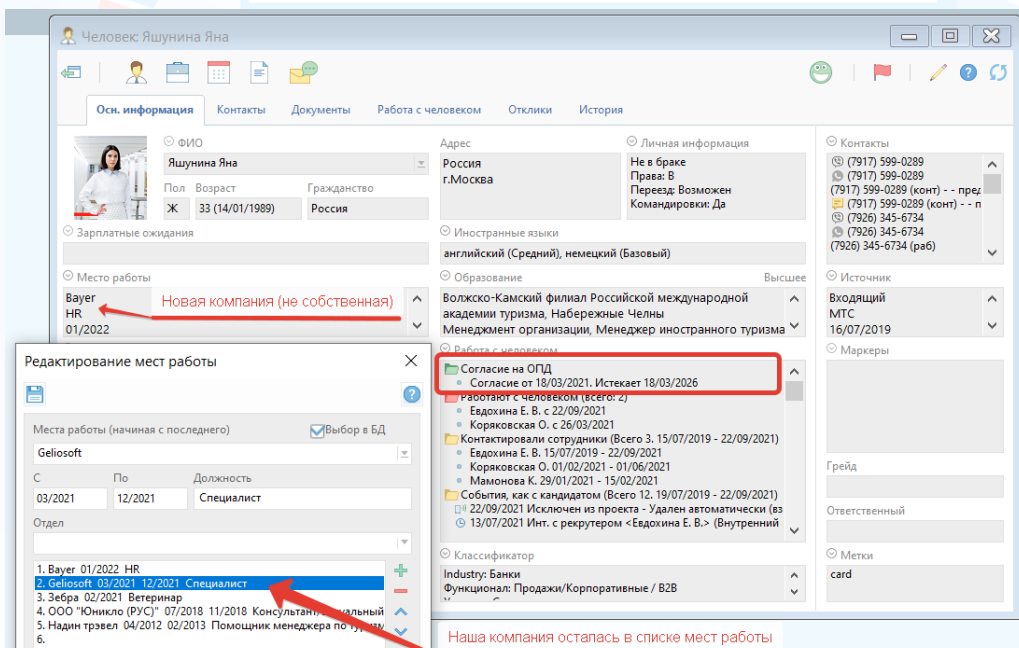 Человек: Яшунина Яна
Осн. информация Контакты Документы Работа с человеком Отклики История
ФИО
Яшунина Яна
Пол Возраст Гражданство
Ж 33 (14/01/1989) Россия
Адрес
Россия
г.Москва
Личная информация
Не в браке
Права: В
Переезд: Возможен
Командировки: Да
Контакты
(7917) 599-0289
(7917) 599-0289
(7917) 599-0289 (конт) - - пред
(7917) 599-0289 (конт) - - п
(7926) 345-6734
(7926) 345-6734
(7926) 345-6734 (раб)
Зарплатные ожидания
Иностранные языки
английский (Средний), немецкий (Базовый)
Место работы
Bayer
HR
01/2022
Новая компания (не собственная)
Образование Высшее
Волжско-Камский филиал Российской международной
академии туризма, Набережные Челны
Менеджмент организации, Менеджер иностранного туризма
Источник
Входящий
МТС
16/07/2019
Работа с человеком
Согласие на ОПД
Согласие от 18/03/2021. Истекает 18/03/2026
Работают с человеком (всего: 2)
Евдохина Е. В. с 22/09/2021
Коряковская О. с 26/03/2021
Контактировали сотрудники (Всего 3. 15/07/2019 - 22/09/2021)
Евдохина Е. В. 15/07/2019 - 22/09/2021
Коряковская О. 01/02/2021 - 01/06/2021
Мамонова К. 29/01/2021 - 15/02/2021
События, как с кандидатом (Всего 12. 19/07/2019 - 22/09/2021)
22/09/2021 Исключен из проекта - Удален автоматически (вз
13/07/2021 Инт. с рекрутером <Евдохина Е. В.> (Внутренний
Маркеры
Грейд
Ответственный
Классификатор
Industry: Банки
Функционал: Продажи/Корпоративные / B2B
Метки
card
Редактирование мест работы
Места работы (начиная с последнего) Выбор в БД
Geliosoft
С По Должность
03/2021 12/2021 Специалист
Отдел
1. Bayer 01/2022 HR
2. Geliosoft 03/2021 12/2021 Специалист
3. Зебра 02/2021 Ветеринар
4. ООО "Юникло (РУС)" 07/2018 11/2018
5. Надин трэвел 04/2012 02/2013 Помощник менеджера по
6.
Наша компания осталась в списке мест работы